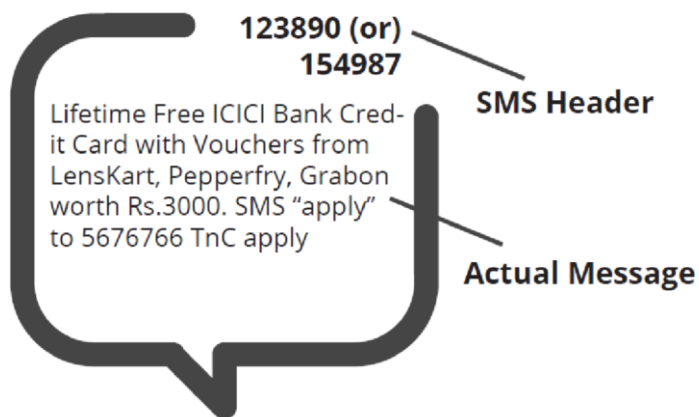 123890 (or)
154987
SMS Header
Lifetime Free ICICI Bank Cred-
it Card with Vouchers from
LensKart, Pepperfry, Grabon
worth Rs.3000. SMS “apply”
to 5676766 TnC apply
Actual Message